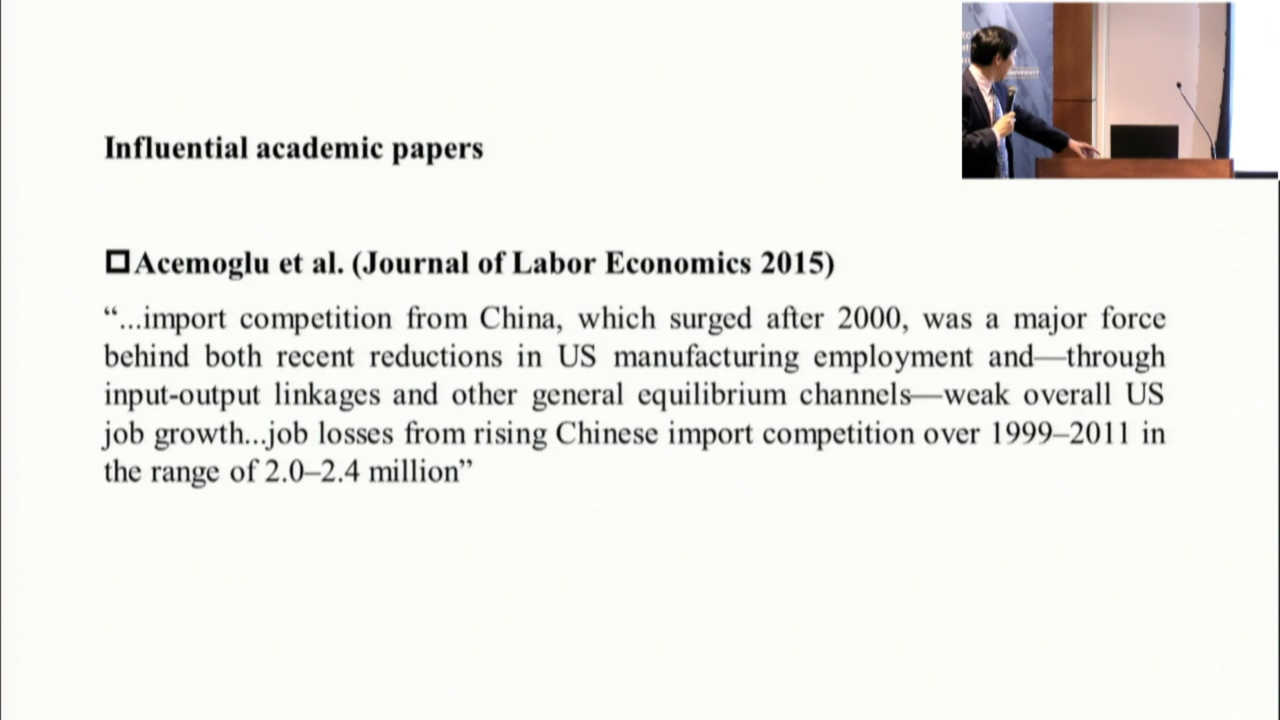 Influential academic papers
Acemoglu et al. (Journal of Labor Economics 2015)
“...import competition from China, which surged after 2000, was a major force
behind both recent reductions in US manufacturing employment and—through
input-output linkages and other general equilibrium channels—weak overall US
job growth...job losses from rising Chinese import competition over 1999–2011 in
the range of 2.0–2.4 million”